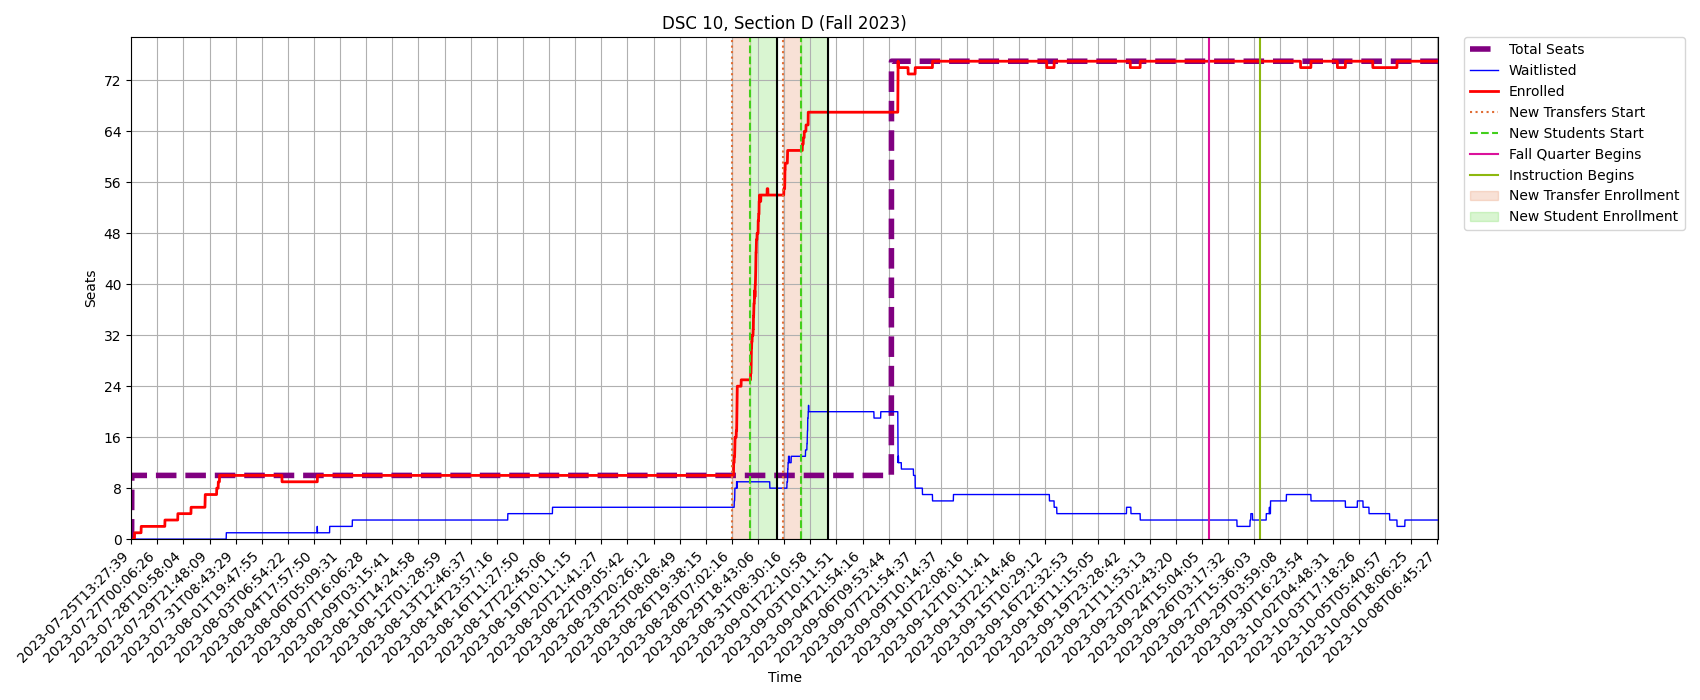 DSC 10, Section D (Fall 2023)
Total Seats
Waitlisted
Enrolled
New Transfers Start
New Students Start
Fall Quarter Begins
Instruction Begins
New Transfer Enrollment
New Student Enrollment
Seats
72
64
56
48
40
32
24
16
8
0
2023-07-25T13:27:39
2023-07-27T00:06:26
2023-07-28T10:58:04
2023-07-29T21:48:09
2023-07-31T08:43:29
2023-08-01T19:47:55
2023-08-03T06:54:22
2023-08-04T17:57:50
2023-08-06T05:09:31
2023-08-07T16:06:28
2023-08-09T03:15:41
2023-08-10T14:24:58
2023-08-12T01:28:59
2023-08-13T12:46:37
2023-08-14T23:57:16
2023-08-16T11:27:50
2023-08-17T22:45:06
2023-08-19T10:11:15
2023-08-20T21:41:27
2023-08-22T09:05:42
2023-08-23T20:26:12
2023-08-25T08:08:49
2023-08-26T19:38:15
2023-08-28T07:02:16
2023-08-29T18:43:06
2023-08-31T08:30:16
2023-09-01T22:10:58
2023-09-03T10:11:51
2023-09-04T21:54:16
2023-09-06T09:53:44
2023-09-07T21:54:37
2023-09-09T10:14:37
2023-09-10T22:08:16
2023-09-12T10:11:41
2023-09-13T22:14:46
2023-09-15T10:29:12
2023-09-16T22:32:53
2023-09-18T11:15:05
2023-09-19T23:28:42
2023-09-21T11:53:13
2023-09-23T02:43:20
2023-09-24T15:04:05
2023-09-26T03:17:32
2023-09-27T15:36:03
2023-09-29T03:59:08
2023-09-30T16:23:54
2023-10-02T04:48:31
2023-10-03T17:18:26
2023-10-05T05:40:57
2023-10-06T18:06:25
2023-10-08T06:45:27
Time